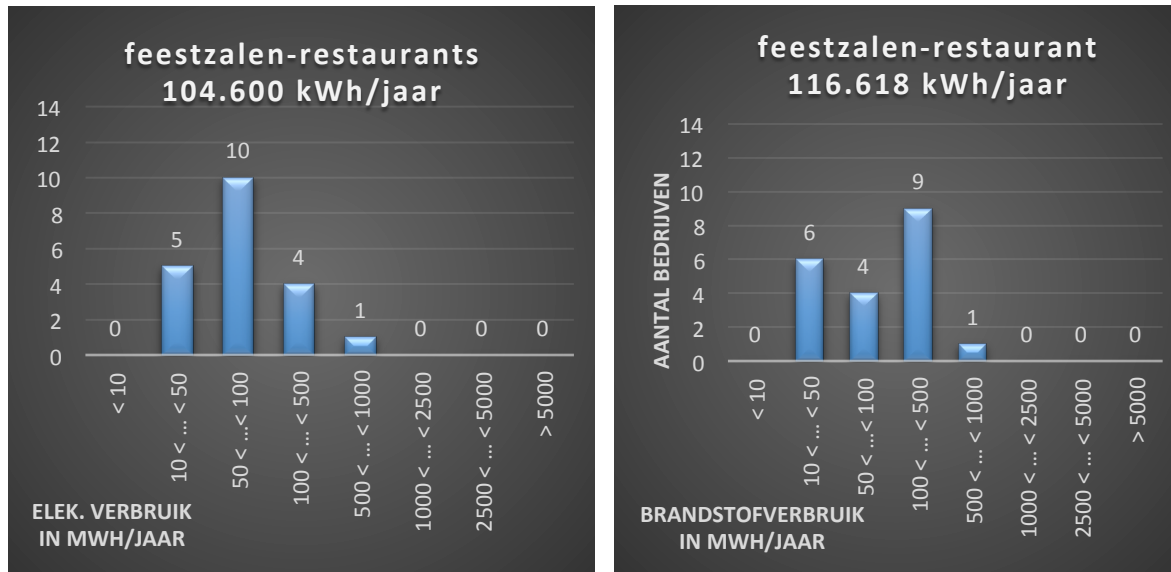 feestzalen-restaurants
104.600 kWh/jaar
14
12
10
8
6
4
2
0
0
5
10
4
1
0
0
0
< 10
10 < ... < 50
50 < ...< 100
100 < ... < 500
500 < ... < 1000
1000 < ... < 2500
2500 < ... < 5000
> 5000
ELEK. VERBRUIK
IN MWH/JAAR
feestzalen-restaurant
116.618 kWh/jaar
AANTAL BEDRIJVEN
14
12
10
8
6
4
2
0
0
6
4
9
1
0
0
0
< 10
10 < ... < 50
50 < ...< 100
100 < ... < 500
500 < ... < 1000
1000 < ... < 2500
2500 < ... < 5000
> 5000
BRANDSTOFVERBRUIK
IN MWH/JAAR